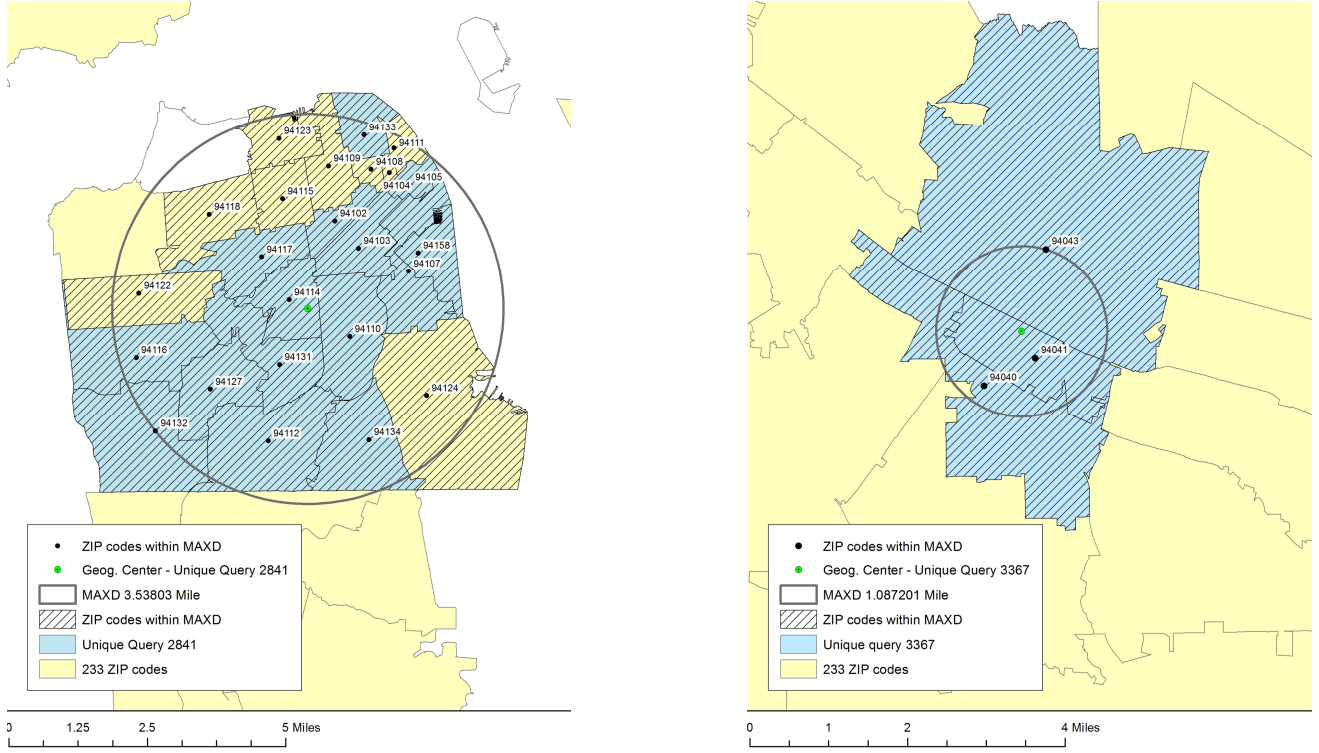 94133
94123
94111
94109
94108
94105
94104
94115
94118
94102
94103
94117
94158
94107
94122
94114
94110
94116
94131
94127
94124
94132
94112
94134
ZIP codes within MAXD
Geog. Center - Unique Query 2841
MAXD 3.53803 Mile
ZIP codes within MAXD
Unique Query 2841
233 ZIP codes
0 1.25 2.5 5 Miles
94043
94041
94040
ZIP codes within MAXD
Geog. Center - Unique Query 3367
MAXD 1.087201 Mile
ZIP codes within MAXD
Unique query 3367
233 ZIP codes
0 1 2 4 Miles